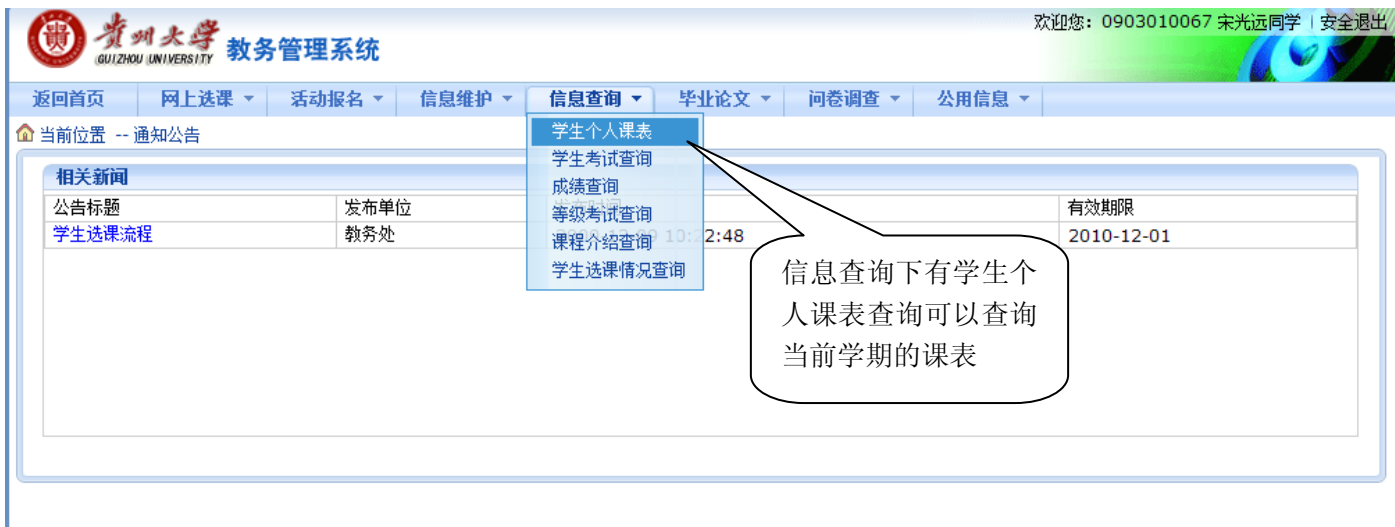 欢迎您：0903010067 宋光远同学 | 安全退出
贵州大学
GUIZHOU UNIVERSITY
教务管理系统
返回首页 网上选课 活动报名 信息维护 信息查询 毕业论文 问卷调查 公用信息
当前位置 -- 通知公告
学生个人课表
学生考试查询
成绩查询
等级考试查询
课程介绍查询
学生选课情况查询
相关新闻
公告标题 发布单位 发布时间 有效期限
学生选课流程 教务处 2:48 2010-12-01
信息查询下有学生个
人课表查询可以查询
当前学期的课表